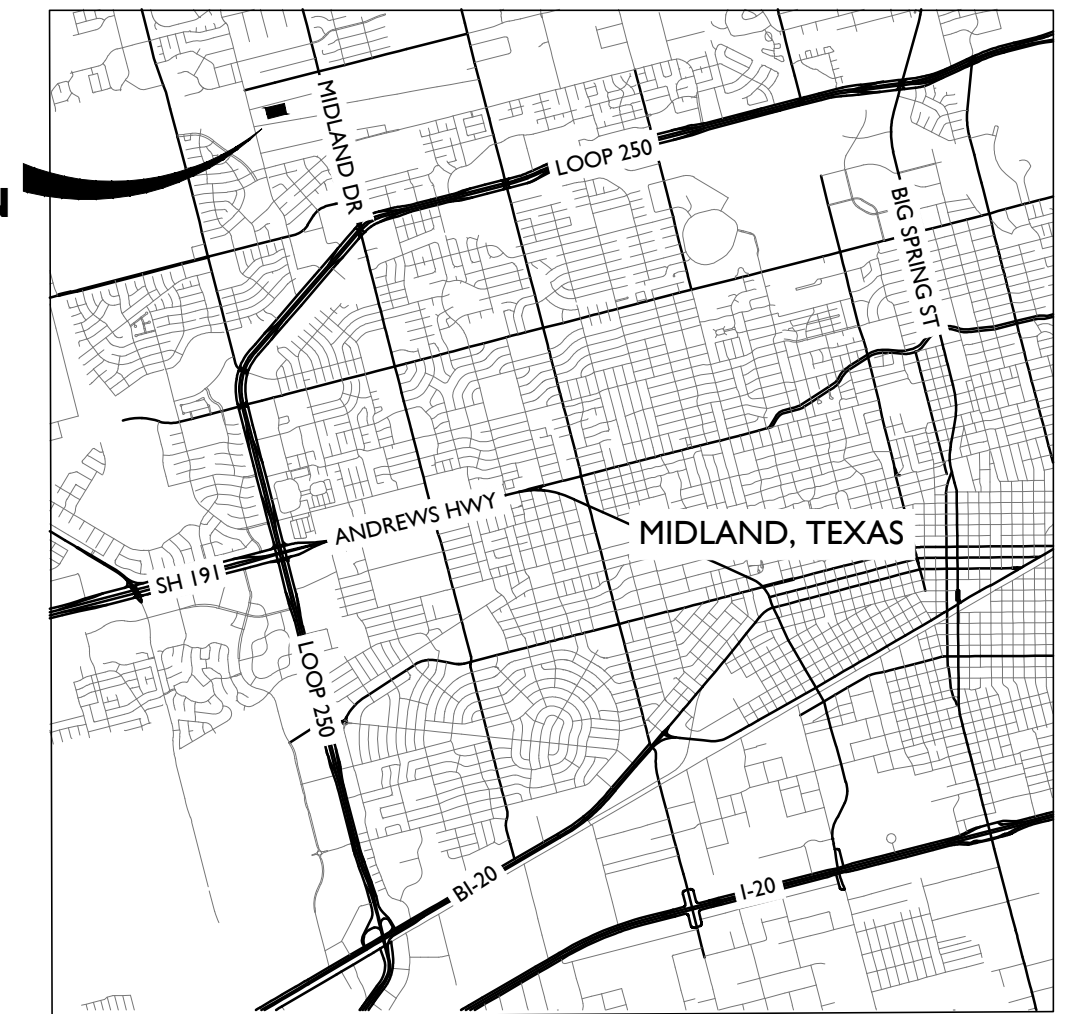 MIDLAND DR
LOOP 250
BIG SPRING ST
ANDREWS HWY
MIDLAND, TEXAS
SH 191
LOOP 250
BI-20
I-20